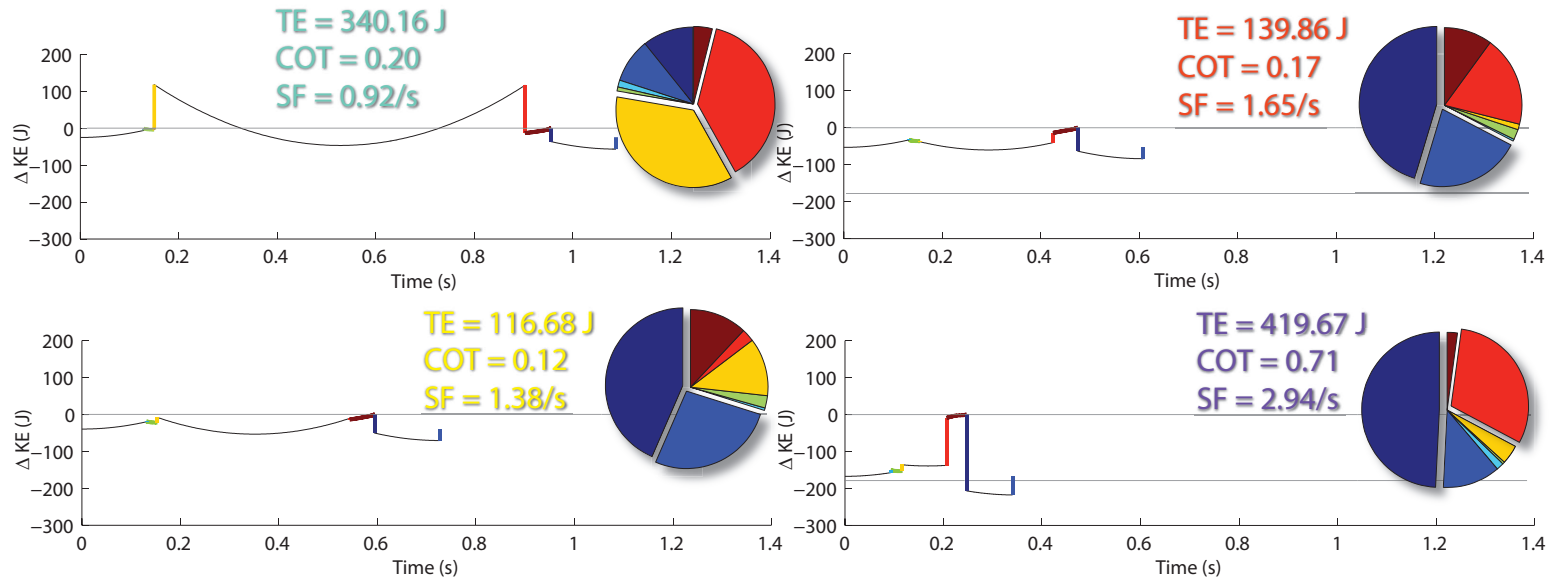 TE = 340.16 J
COT = 0.20
SF = 0.92/s
200
100
0
−100
−200
−300
Δ KE (J)
0 0.2 0.4 0.6 0.8 1 1.2 1.4
Time (s)
TE = 139.86 J
COT = 0.17
SF = 1.65/s
200
100
0
−100
−200
−300
Δ KE (J)
0 0.2 0.4 0.6 0.8 1 1.2 1.4
Time (s)
TE = 116.68 J
COT = 0.12
SF = 1.38/s
200
100
0
−100
−200
−300
Δ KE (J)
0 0.2 0.4 0.6 0.8 1 1.2 1.4
Time (s)
TE = 419.67 J
COT = 0.71
SF = 2.94/s
200
100
0
−100
−200
−300
Δ KE (J)
0 0.2 0.4 0.6 0.8 1 1.2 1.4
Time (s)